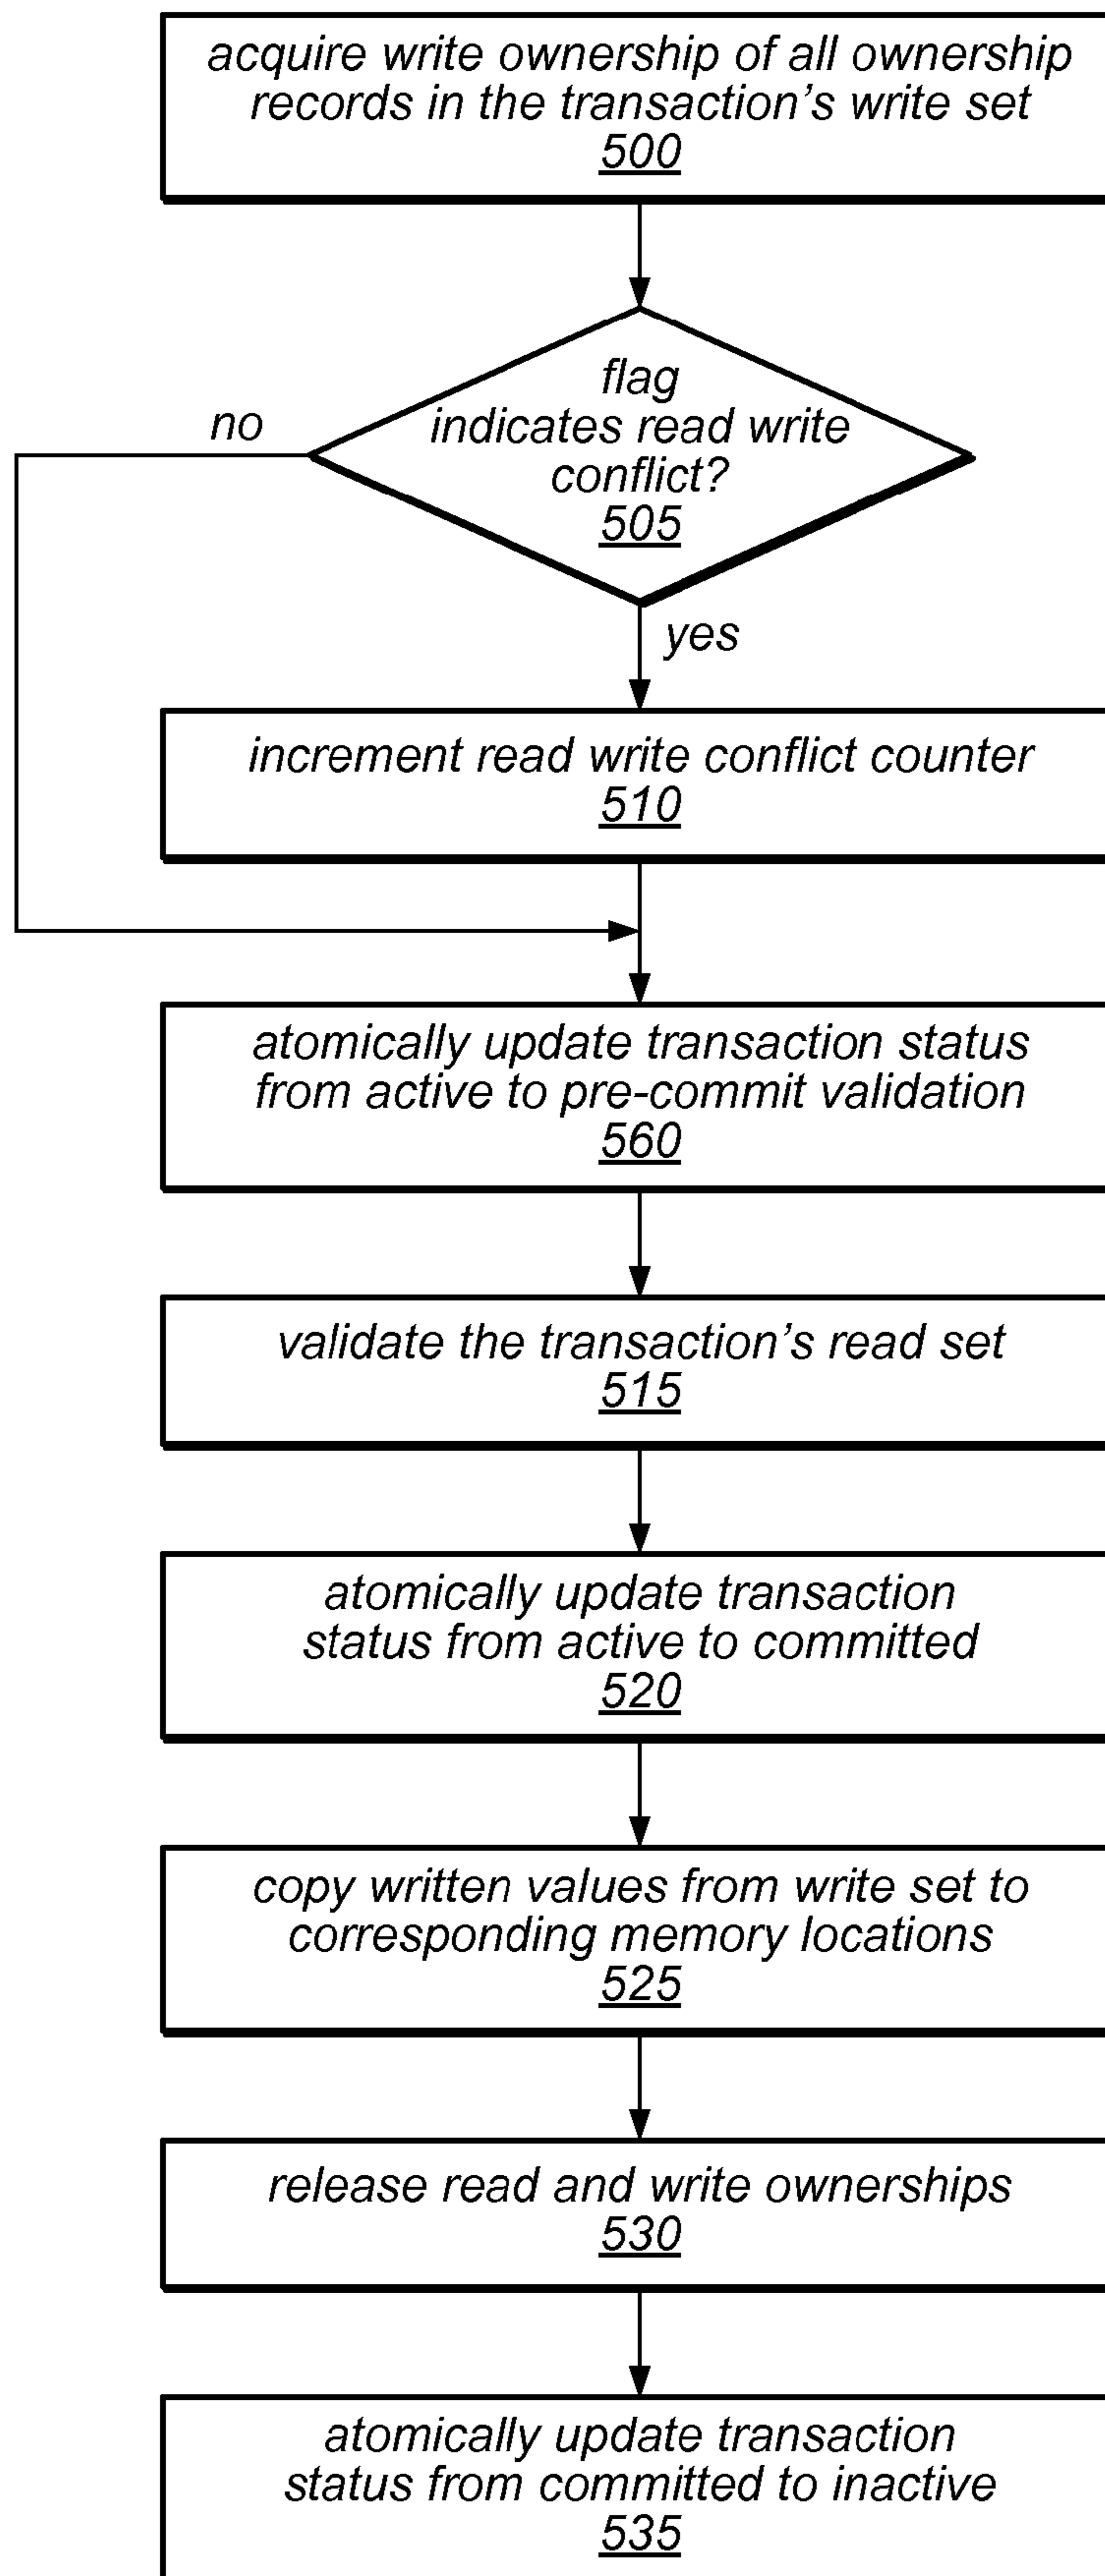 acquire write ownership of all ownership
records in the transaction’s write set
500
flag
indicates read write
conflict?
505
no
yes
increment read write conflict counter
510
atomically update transaction status
from active to pre-commit validation
560
validate the transaction’s read set
515
atomically update transaction
status from active to committed
520
copy written values from write set to
corresponding memory locations
525
release read and write ownerships
530
atomically update transaction
status from committed to inactive
535